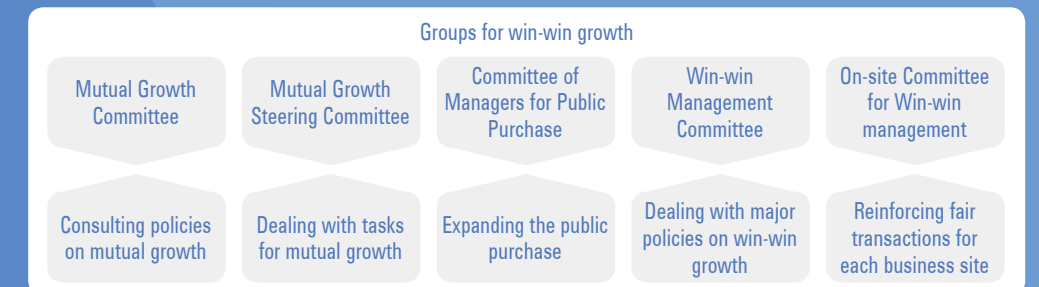 Groups for win-win growth
Mutual Growth
Committee
Mutual Growth
Steering Committee
Committee of
Managers for Public
Purchase
Win-win
Management
Committee
On-site Committee
for Win-win
management
Consulting policies
on mutual growth
Dealing with tasks
for mutual growth
Expanding the public
purchase
Dealing with major
policies on win-win
growth
Reinforcing fair
transactions for
each business site